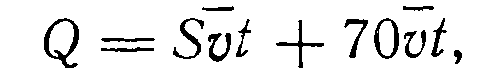 Q = Sv̅t + 70v̅t,